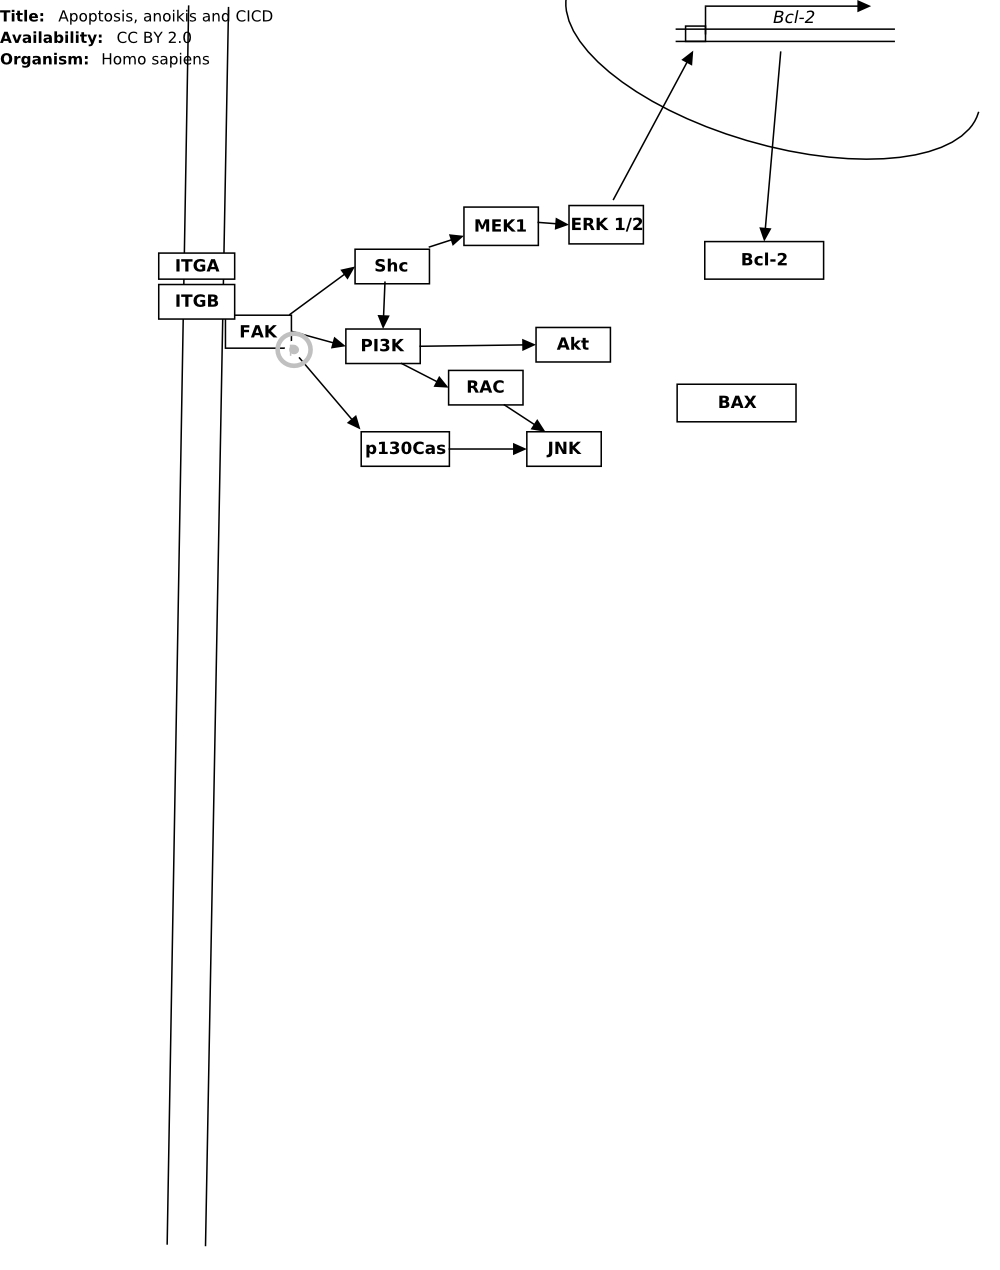 Title: Apoptosis, anoikis and CICD
Availability: CC BY 2.0
Organism: Homo sapiens
Bcl-2
MEK1
ERK 1/2
Shc
Bcl-2
ITGA
ITGB
FAK
PI3K
Akt
RAC
BAX
p130Cas
JNK